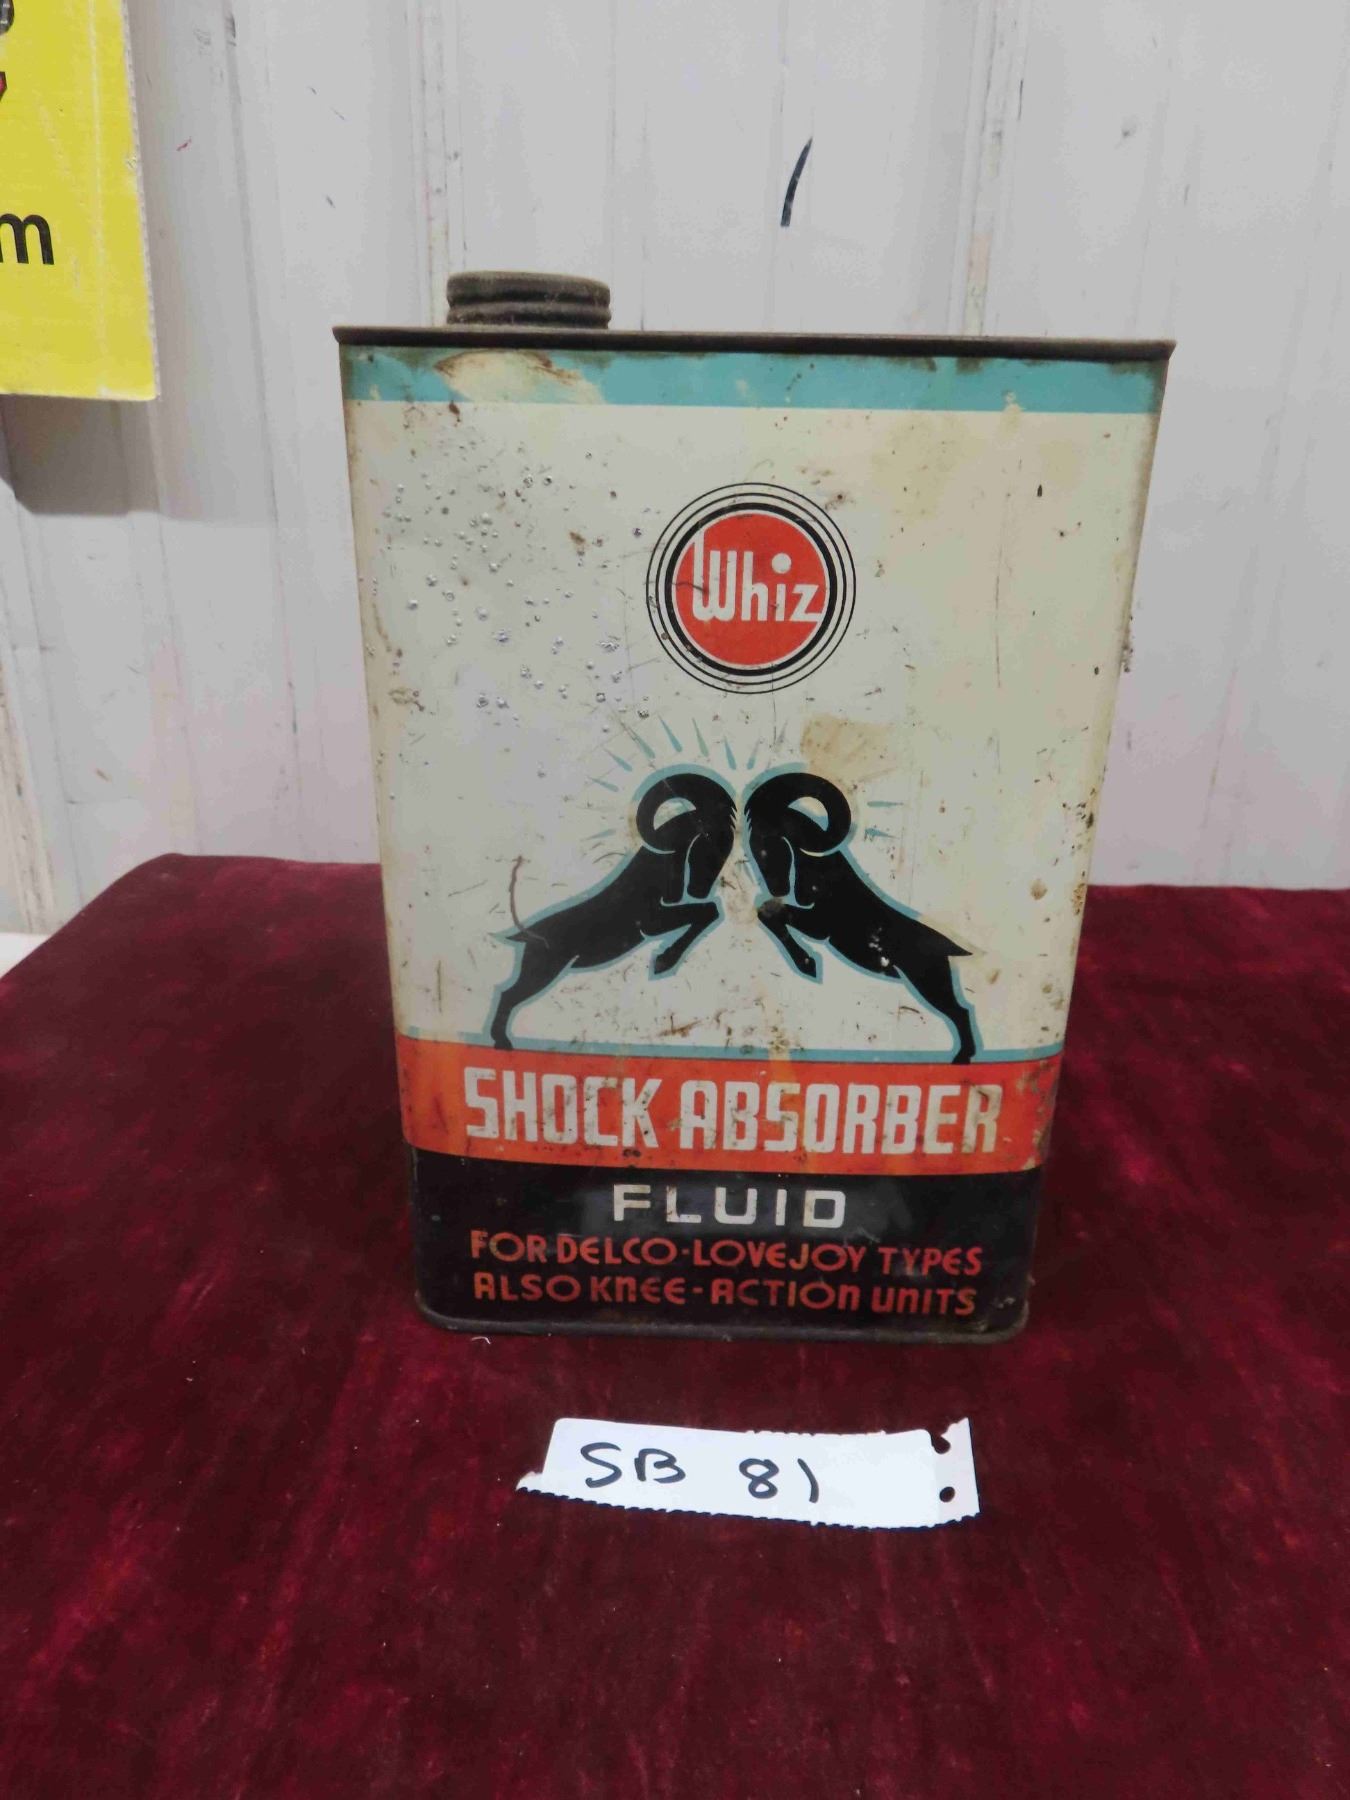 m
Whiz
SHOCK ABSORBER
FLUID
FOR DELCO-LOVEJOY TYPES
ALSO KNEE-ACTION UNITS
SB 81